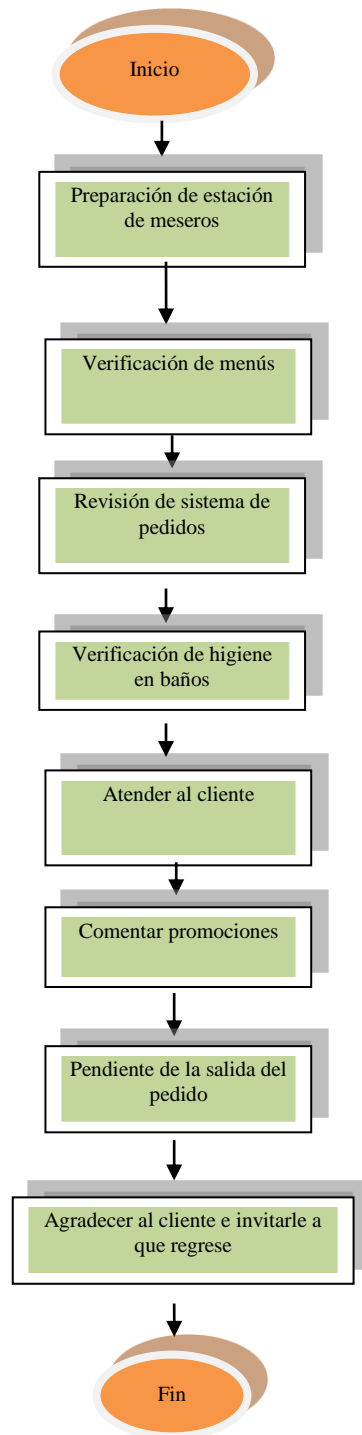 Inicio
Preparación de estación
de meseros
Verificación de menús
Revisión de sistema de
pedidos
Verificación de higiene
en baños
Atender al cliente
Comentar promociones
Pendiente de la salida del
pedido
Agradecer al cliente e invitarle a
que regrese
Fin